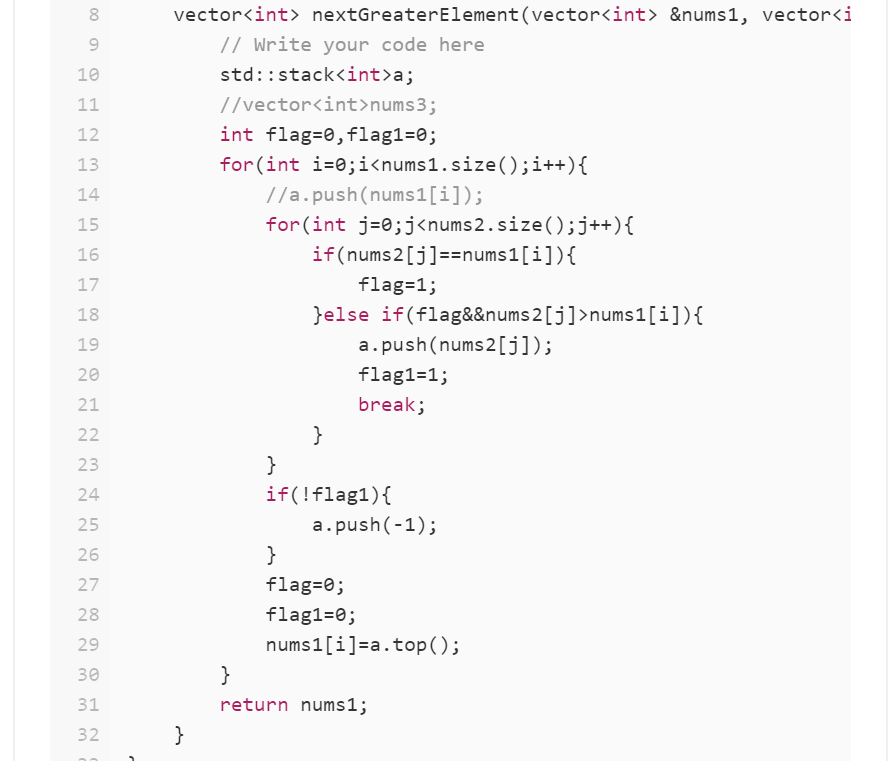 8 vector<int> nextGreaterElement(vector<int> &nums1, vector<i
9 // Write your code here
10 std::stack<int>a;
11 //vector<int>nums3;
12 int flag=0,flag1=0;
13 for(int i=0;i<nums1.size();i++){
14 //a.push(nums1[i]);
15 for(int j=0;j<nums2.size();j++){
16 if(nums2[j]==nums1[i]){
17 flag=1;
18 }else if(flag&&nums2[j]>nums1[i]){
19 a.push(nums2[j]);
20 flag1=1;
21 break;
22 }
23 }
24 if(!flag1){
25 a.push(-1);
26 }
27 flag=0;
28 flag1=0;
29 nums1[i]=a.top();
30 }
31 return nums1;
32 }